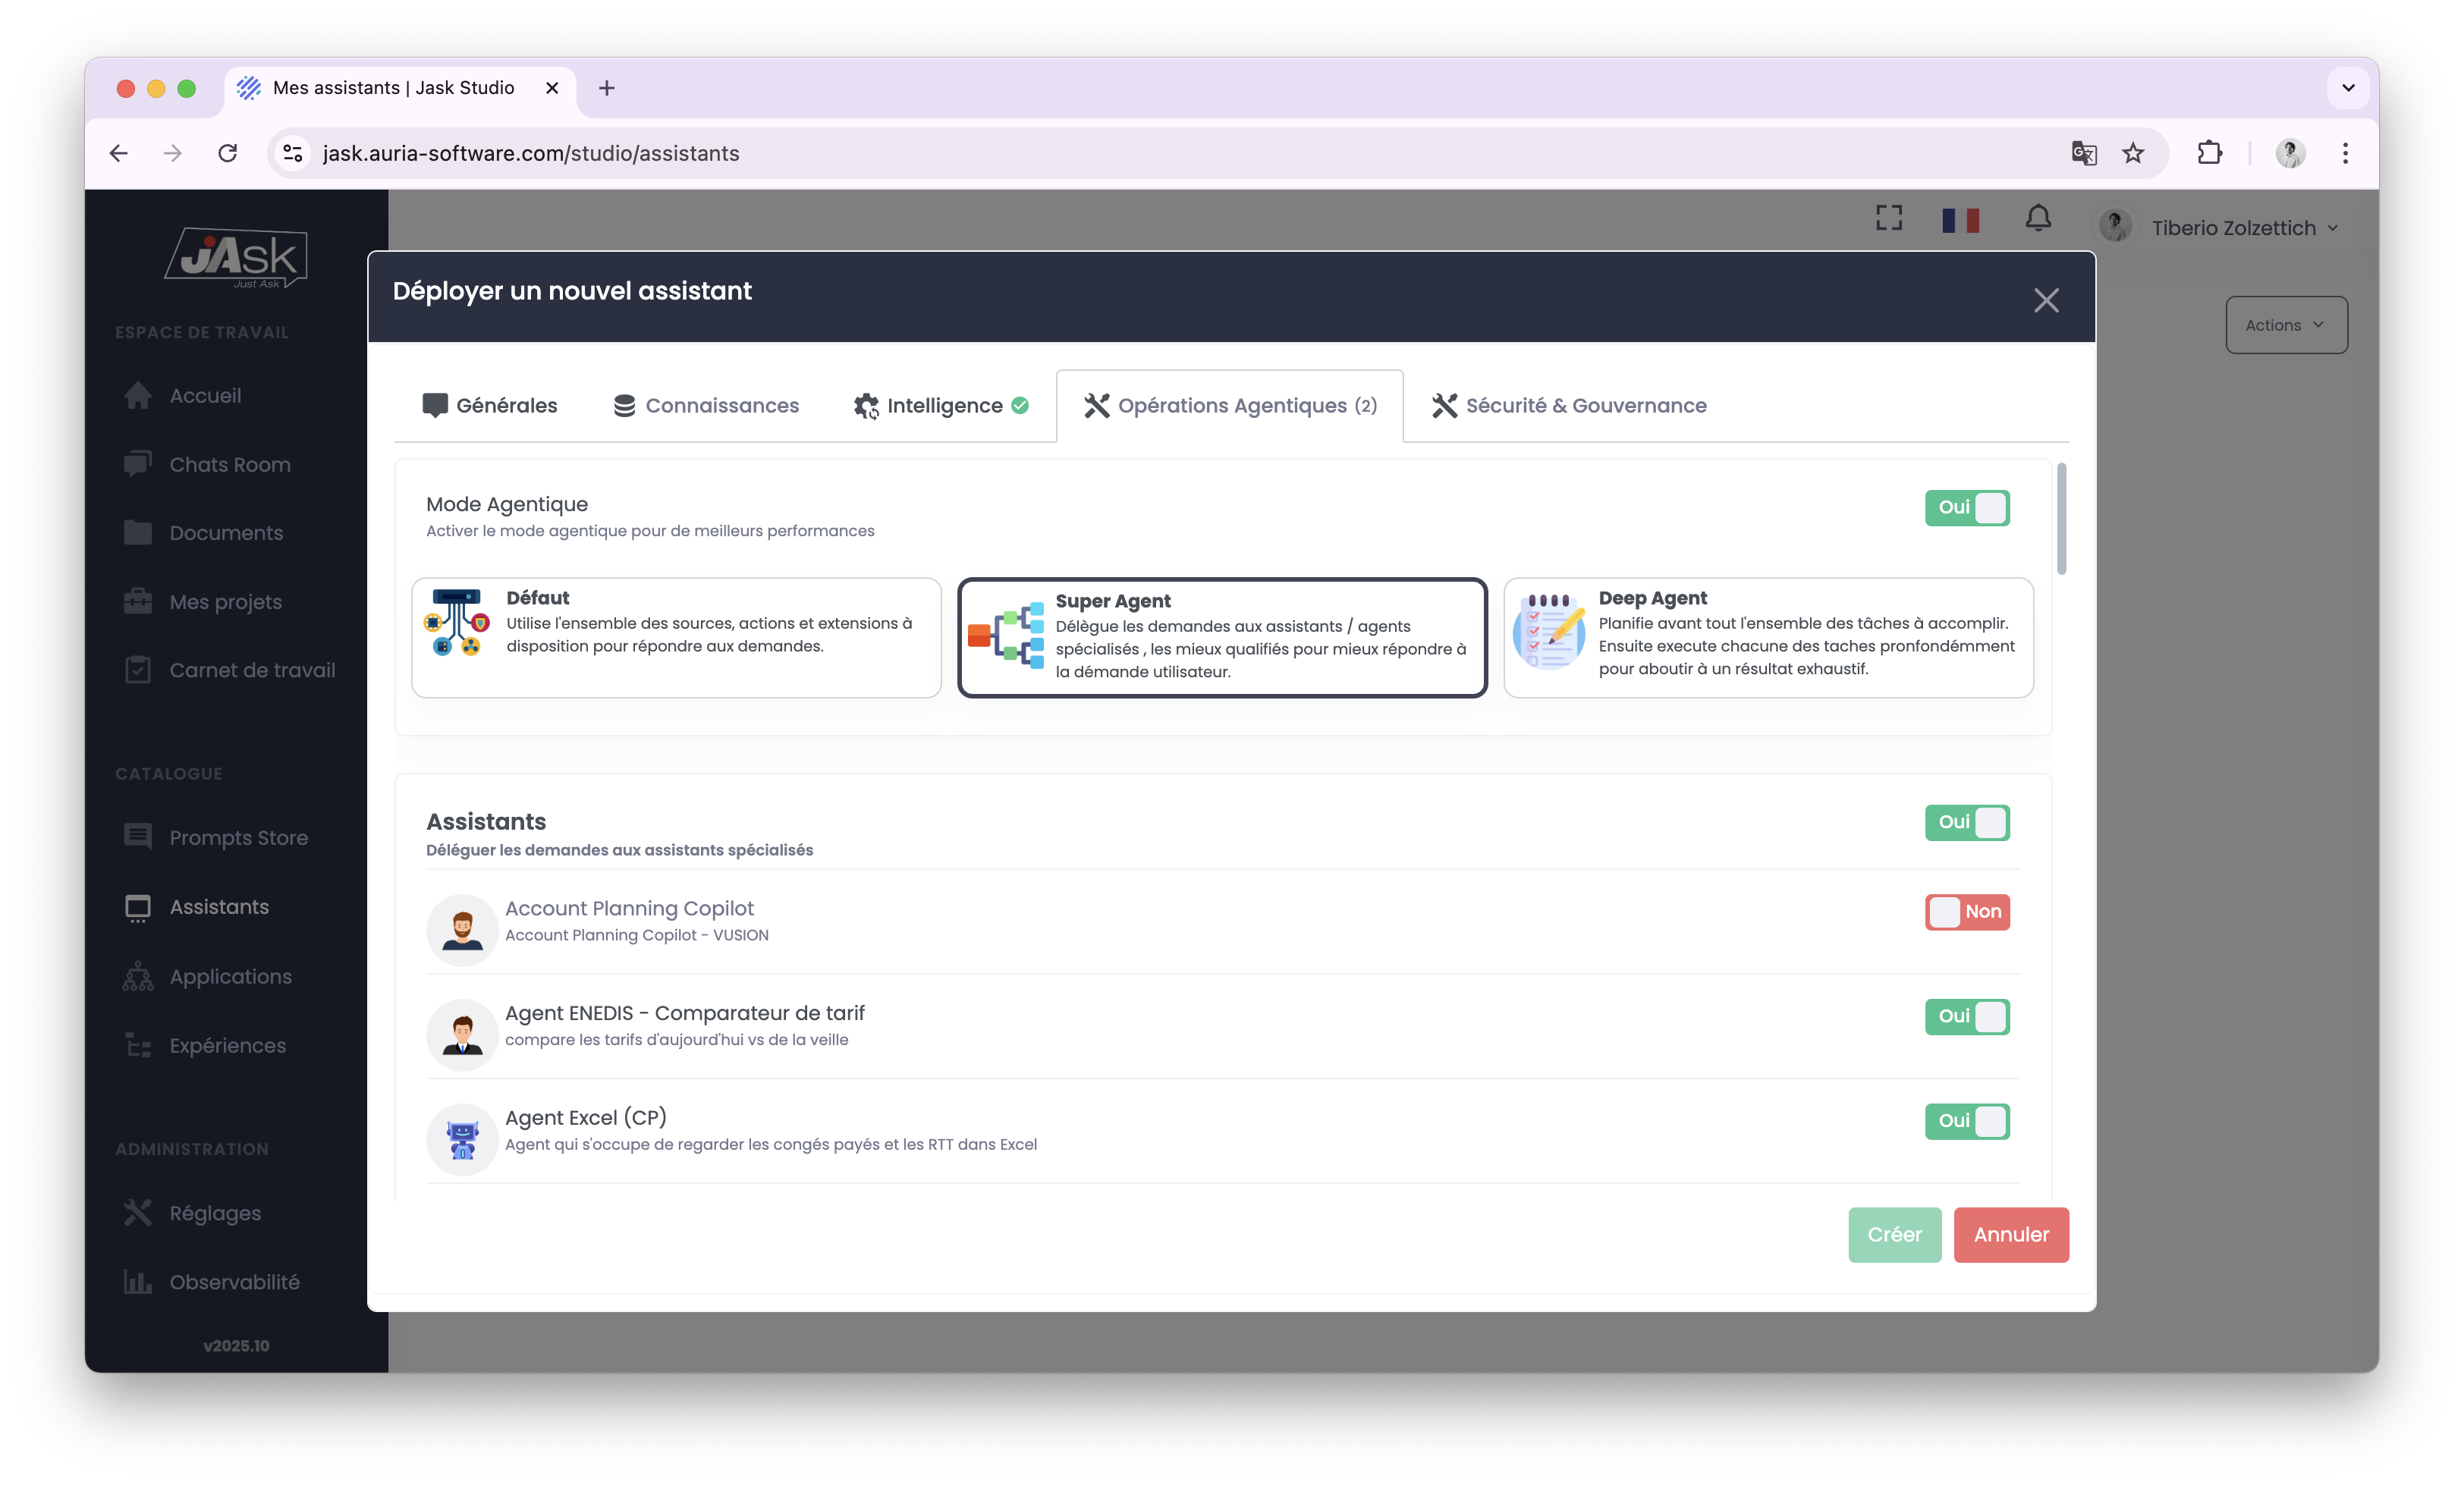 Mes assistants | Jask Studio
jask.auria-software.com/studio/assistants
jAsk
Just Ask
Tiberio Zolzettich
Actions
ESPACE DE TRAVAIL
Accueil
Chats Room
Documents
Mes projets
Carnet de travail
CATALOGUE
Prompts Store
Assistants
Applications
Expériences
ADMINISTRATION
Réglages
Observabilité
v2025.10
Déployer un nouvel assistant
Générales
Connaissances
Intelligence
Opérations Agentiques (2)
Sécurité & Gouvernance
Mode Agentique
Activer le mode agentique pour de meilleurs performances
Oui
Défaut
Utilise l'ensemble des sources, actions et extensions à
disposition pour répondre aux demandes.
Super Agent
Délègue les demandes aux assistants / agents
spécialisés , les mieux qualifiés pour mieux répondre à
la démande utilisateur.
Deep Agent
Planifie avant tout l'ensemble des tâches à accomplir.
Ensuite execute chacune des taches pronfondémment
pour aboutir à un résultat exhaustif.
Assistants
Déléguer les demandes aux assistants spécialisés
Oui
Account Planning Copilot
Account Planning Copilot - VUSION
Non
Agent ENEDIS - Comparateur de tarif
compare les tarifs d'aujourd'hui vs de la veille
Oui
Agent Excel (CP)
Agent qui s'occupe de regarder les congés payés et les RTT dans Excel
Oui
Créer
Annuler